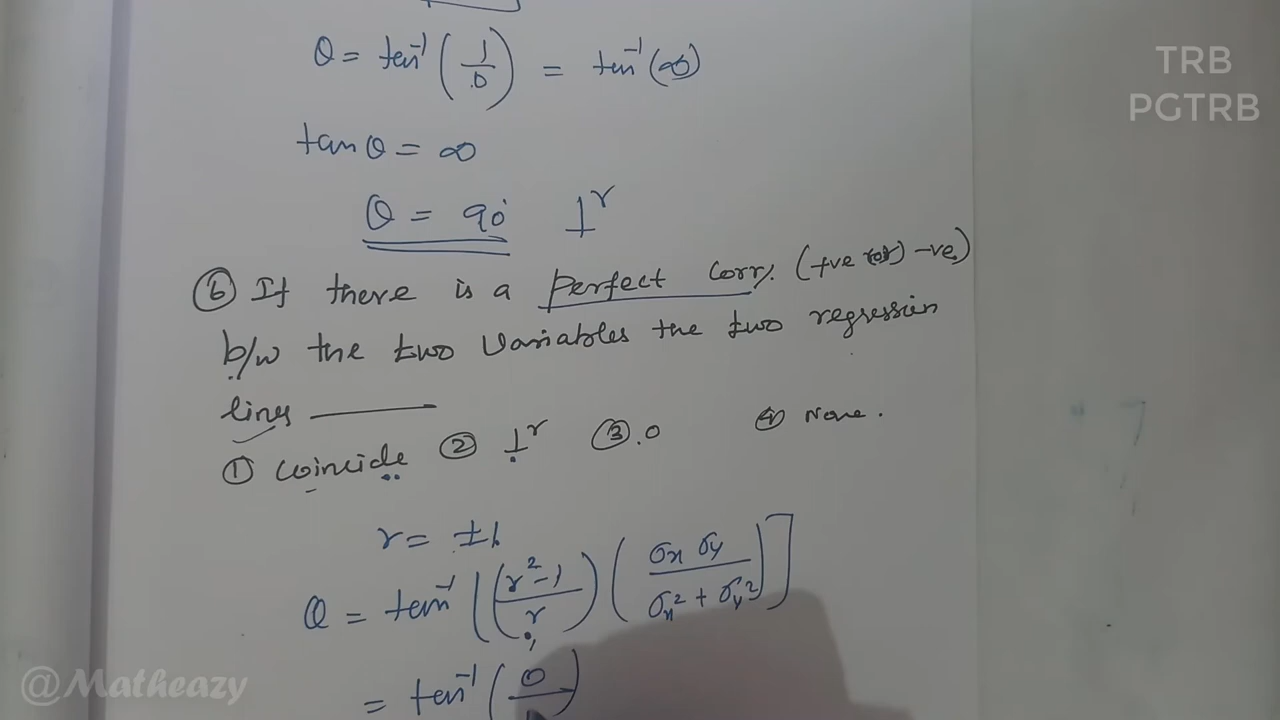 θ = tan⁻¹ (1/0) = tan⁻¹ (∞)
TRB
PGTRB
tan θ = ∞
θ = 90° ⊥r
⑥ If there is a perfect Corr. (+ve (or) -ve)
b/w the two variables the two regression
lines ———
① coincide ② ⊥r ③ 0 ④ None.
r = ±1
θ = tan⁻¹ [((r²-1)/r) (σx σy / (σx² + σy²))]
= tan⁻¹ (0/
@Matheazy